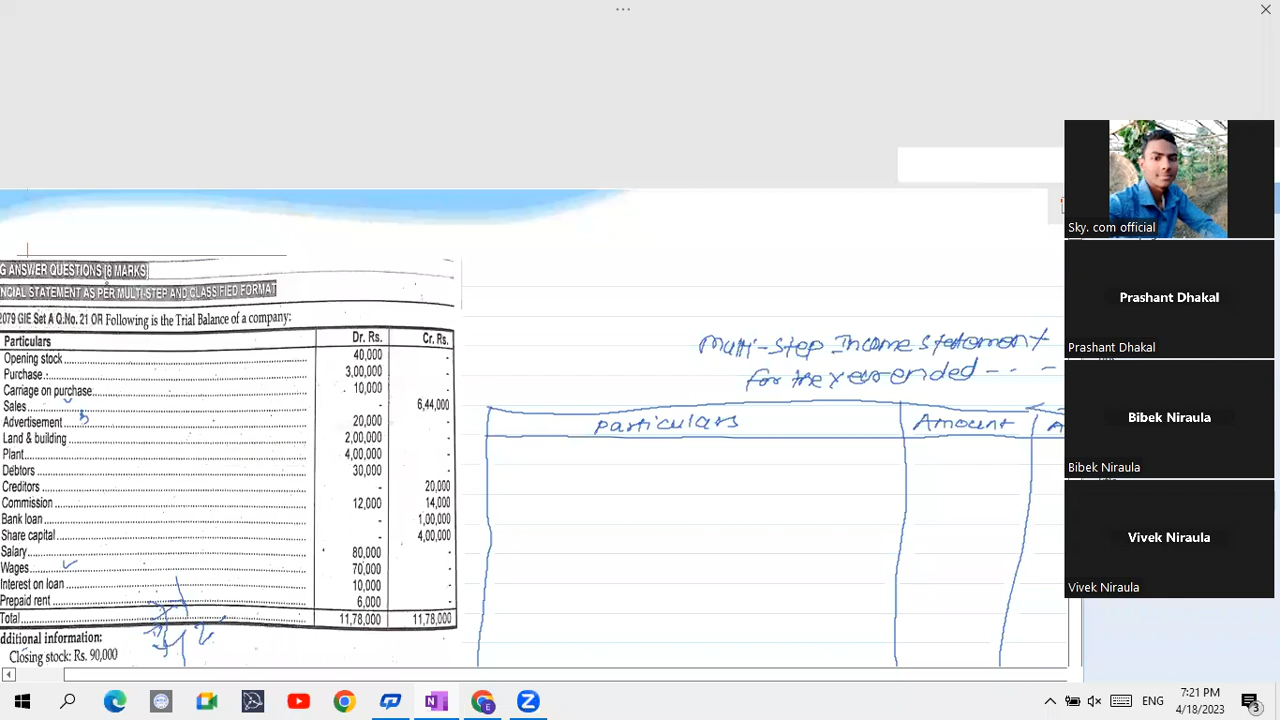 G ANSWER QUESTIONS (8 MARKS)
NCIAL STATEMENT AS PER MULTI-STEP AND CLASSIFIED FORMAT
2079 GIE Set A Q.No. 21 OR Following is the Trial Balance of a company:
Particulars Dr. Rs. Cr. Rs.
Opening stock 40,000 -
Purchase 3,00,000 -
Carriage on purchase 10,000 -
Sales - 6,44,000
Advertisement 20,000 -
Land & building 2,00,000 -
Plant 4,00,000 -
Debtors 30,000 -
Creditors - 20,000
Commission 12,000 14,000
Bank loan - 1,00,000
Share capital - 4,00,000
Salary 80,000 -
Wages 70,000 -
Interest on loan 10,000 -
Prepaid rent 6,000 -
Total 11,78,000 11,78,000
dditional information:
Closing stock: Rs. 90,000
Multi-Step Income Statement
For the year ended - - -
Particulars Amount A
Sky. com official
Prashant Dhakal
Prashant Dhakal
Bibek Niraula
Bibek Niraula
Vivek Niraula
Vivek Niraula
ENG
7:21 PM
4/18/2023
3